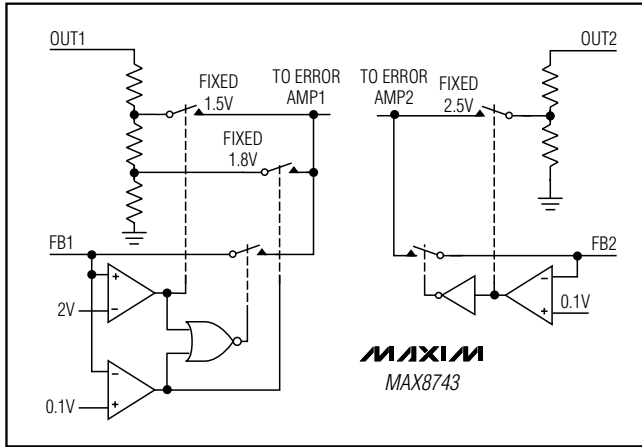 OUT1
OUT2
FIXED
1.5V
TO ERROR
AMP1
TO ERROR
AMP2
FIXED
2.5V
FIXED
1.8V
FB1
FB2
+
−
2V
−
+
0.1V
−
+
0.1V
MAXIM
MAX8743